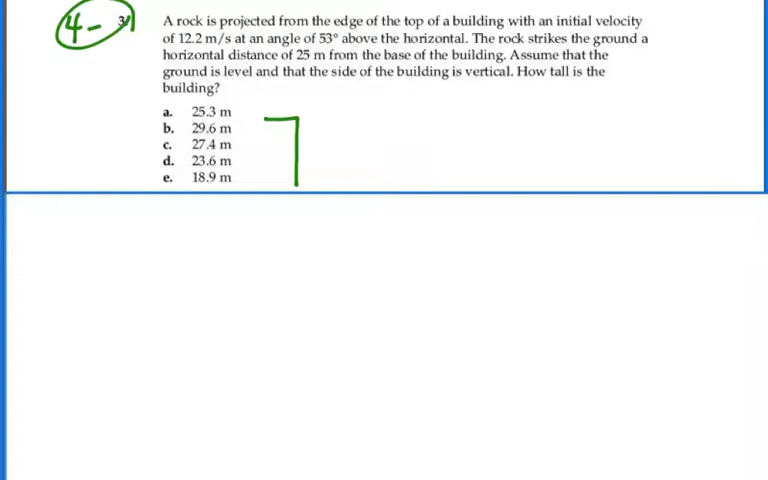 4-
A rock is projected from the edge of the top of a building with an initial velocity
of 12.2 m/s at an angle of 53° above the horizontal. The rock strikes the ground a
horizontal distance of 25 m from the base of the building. Assume that the
ground is level and that the side of the building is vertical. How tall is the
building?
a. 25.3 m
b. 29.6 m
c. 27.4 m
d. 23.6 m
e. 18.9 m